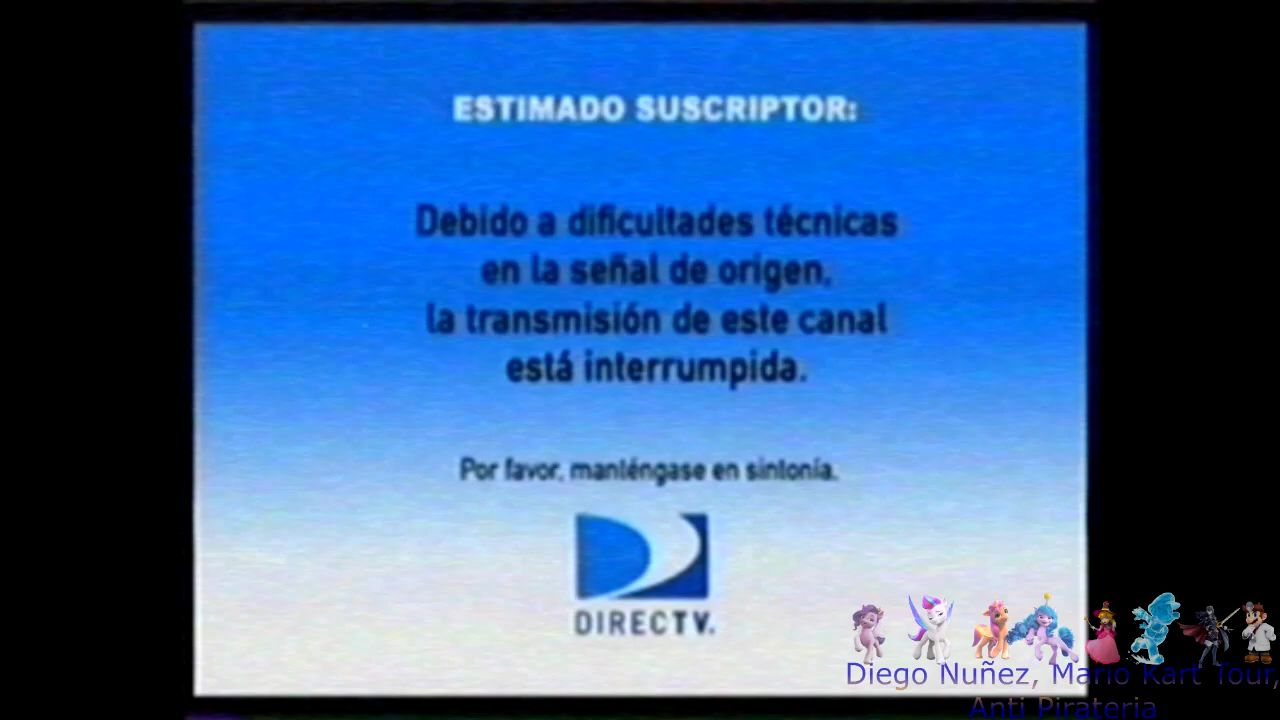 ESTIMADO SUSCRIPTOR:
Debido a dificultades técnicas
en la señal de origen,
la transmisión de este canal
está interrumpida.
Por favor, manténgase en sintonía.
DIRECTV.
Diego Nuñez, Mario Kart Tour,
Anti Pirateria